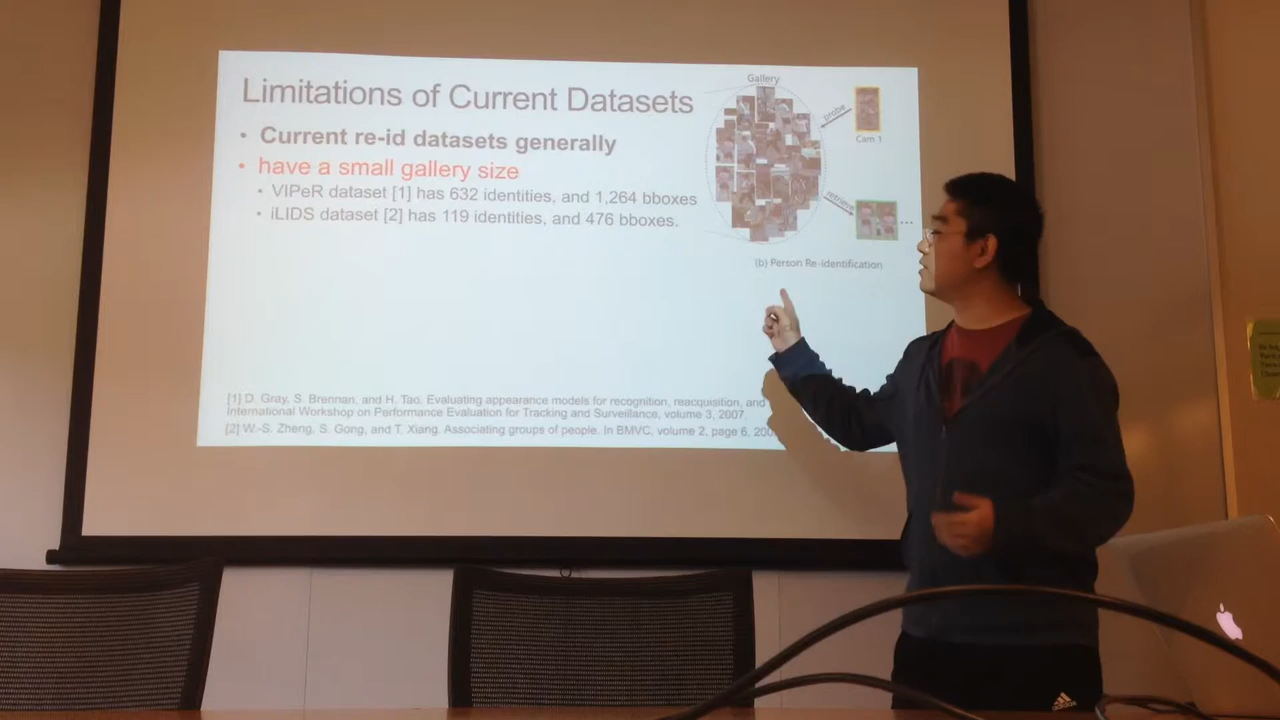 Limitations of Current Datasets
• Current re-id datasets generally
• have a small gallery size
• VIPeR dataset [1] has 632 identities, and 1,264 bboxes
• iLIDS dataset [2] has 119 identities, and 476 bboxes.
Gallery
probe
Cam 1
retrieve
...
(b) Person Re-identification
[1] D. Gray, S. Brennan, and H. Tao. Evaluating appearance models for recognition, reacquisition, and
International Workshop on Performance Evaluation for Tracking and Surveillance, volume 3, 2007.
[2] W.-S. Zheng, S. Gong, and T. Xiang. Associating groups of people. In BMVC, volume 2, page 6,
adidas